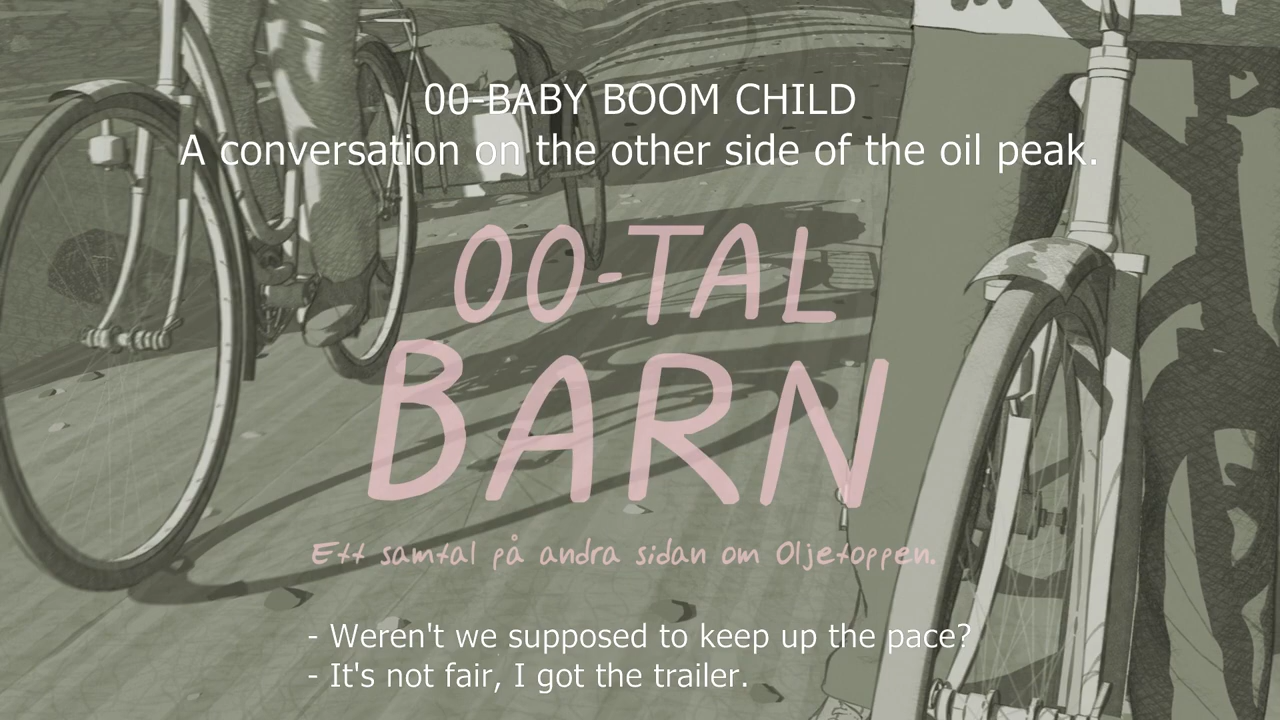 00-BABY BOOM CHILD
A conversation on the other side of the oil peak.
00-TAL
BARN
Ett samtal på andra sidan om Oljetoppen.
- Weren't we supposed to keep up the pace?
- It's not fair, I got the trailer.